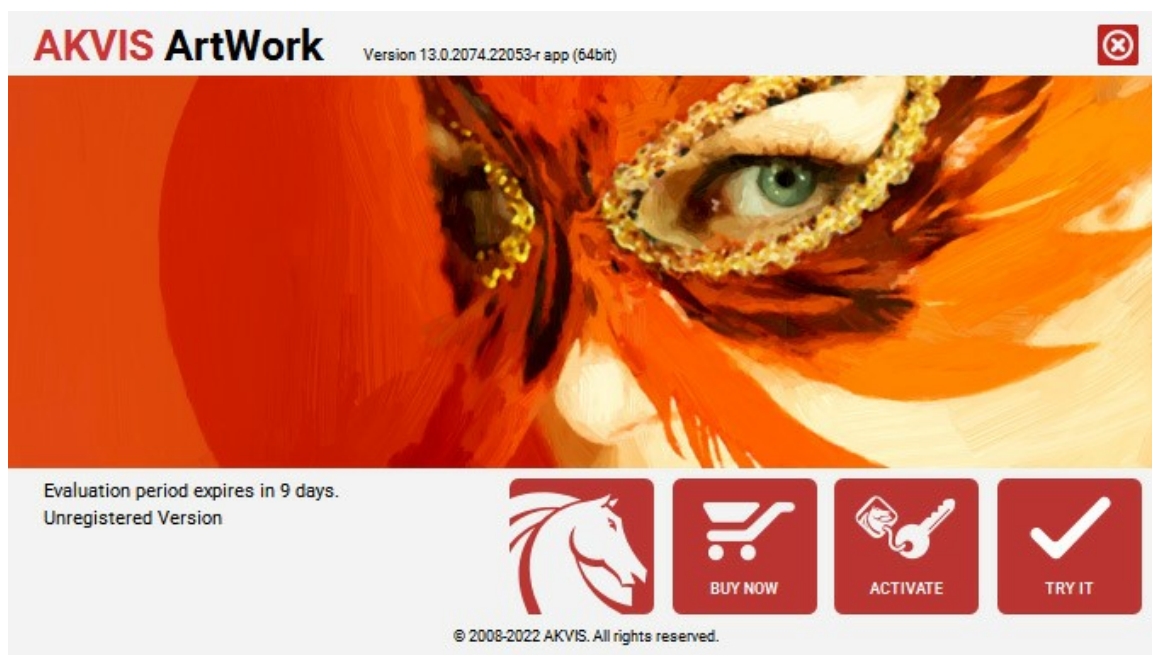 AKVIS ArtWork Version 13.0.2074.22053-r app (64bit)
Evaluation period expires in 9 days.
Unregistered Version
BUY NOW
ACTIVATE
TRY IT
© 2008-2022 AKVIS. All rights reserved.